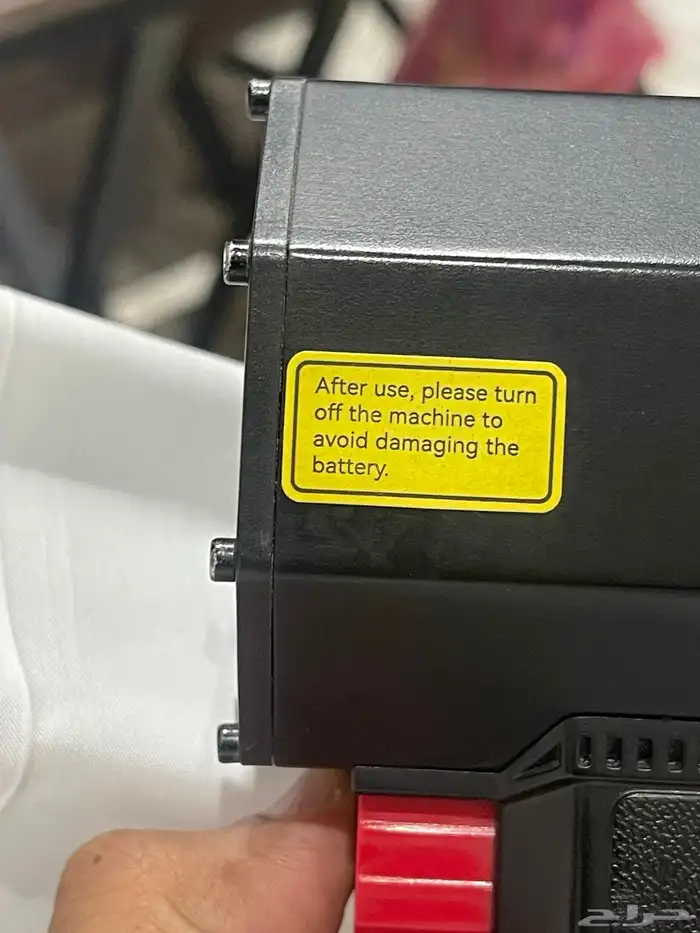 After use, please turn
off the machine to
avoid damaging the
battery.
حراج